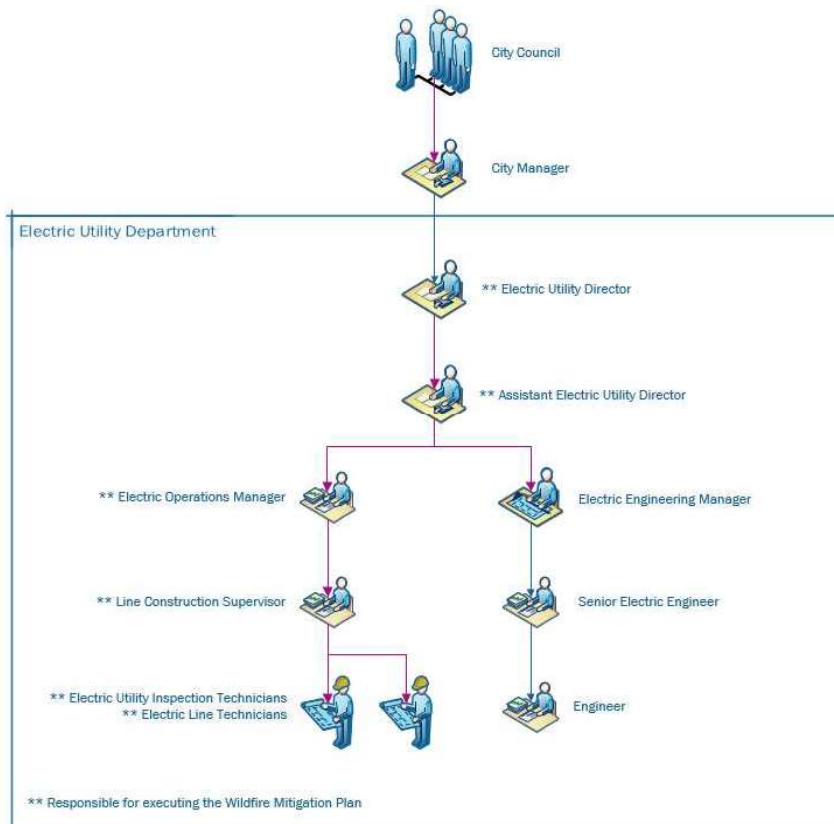 City Council
City Manager
Electric Utility Department
** Electric Utility Director
** Assistant Electric Utility Director
** Electric Operations Manager
Electric Engineering Manager
** Line Construction Supervisor
Senior Electric Engineer
** Electric Utility Inspection Technicians
** Electric Line Technicians
Engineer
** Responsible for executing the Wildfire Mitigation Plan